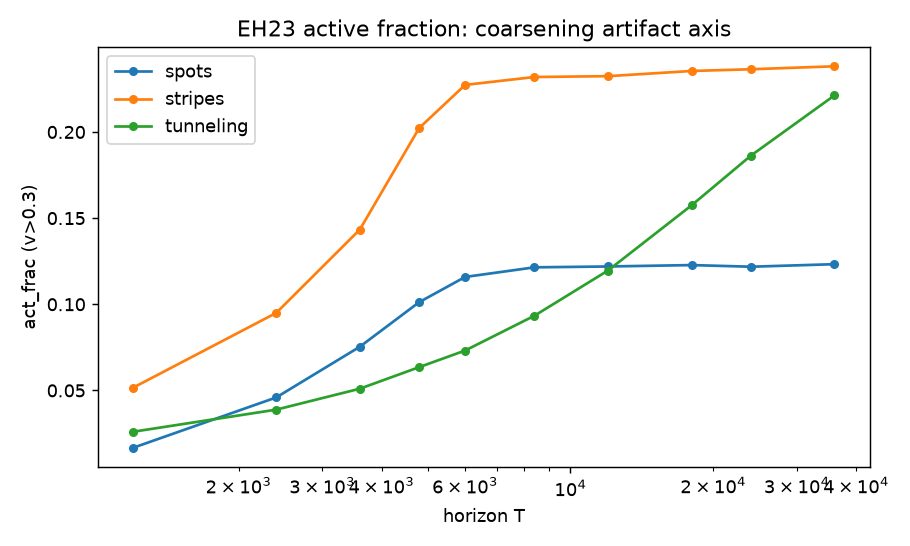 EH23 active fraction: coarsening artifact axis
spots
stripes
tunneling
act_frac (v>0.3)
0.20
0.15
0.10
0.05
2 × 10³ 3 × 10³ 4 × 10³ 6 × 10³ 10⁴ 2 × 10⁴ 3 × 10⁴ 4 × 10⁴
horizon T